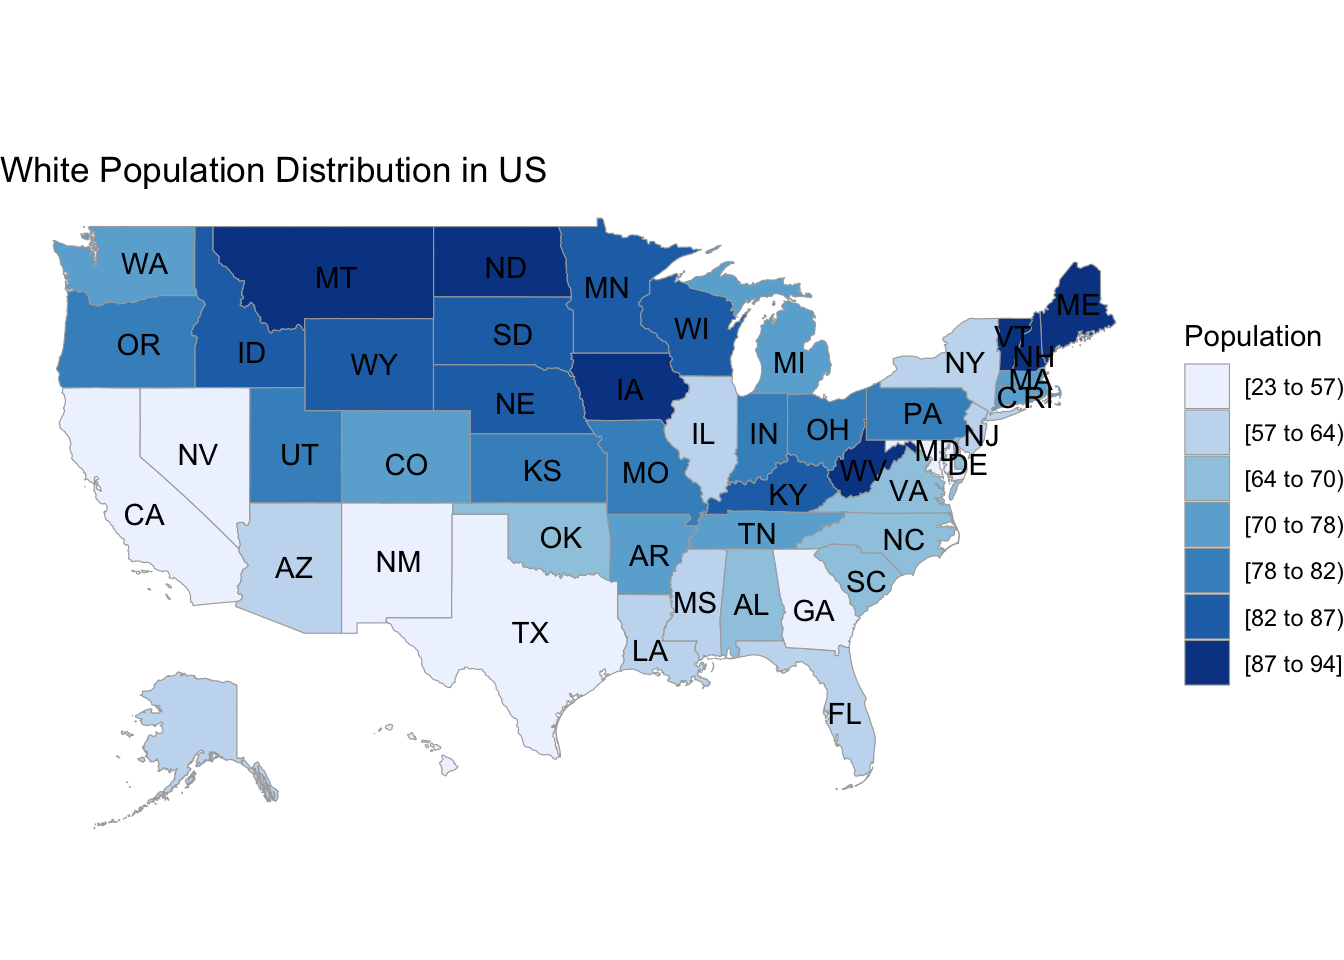 White Population Distribution in US
WA
MT
ND
MN
ME
OR
ID
WY
SD
WI
MI
NY
VT
NH
MA
C
RI
NE
IA
PA
NV
UT
CO
KS
MO
IL
IN
OH
NJ
MD
DE
WV
VA
KY
CA
AZ
NM
OK
AR
TN
NC
SC
TX
LA
MS
AL
GA
FL
Population
[23 to 57)
[57 to 64)
[64 to 70)
[70 to 78)
[78 to 82)
[82 to 87)
[87 to 94]